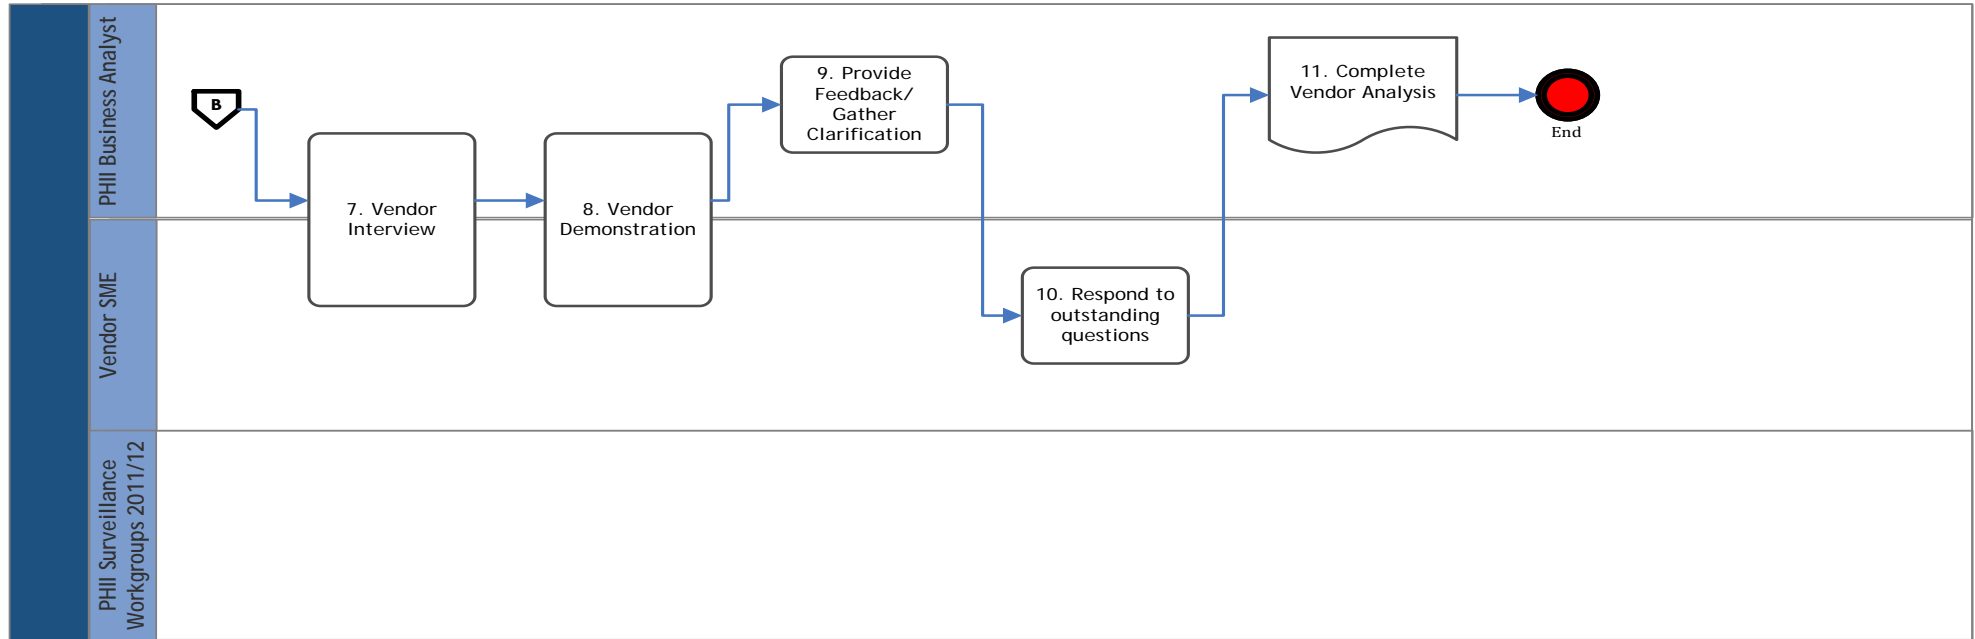 PHII Business Analyst
B
7. Vendor
Interview
8. Vendor
Demonstration
9. Provide
Feedback/
Gather
Clarification
11. Complete
Vendor Analysis
End
Vendor SME
10. Respond to
outstanding
questions
PHII Surveillance
Workgroups 2011/12